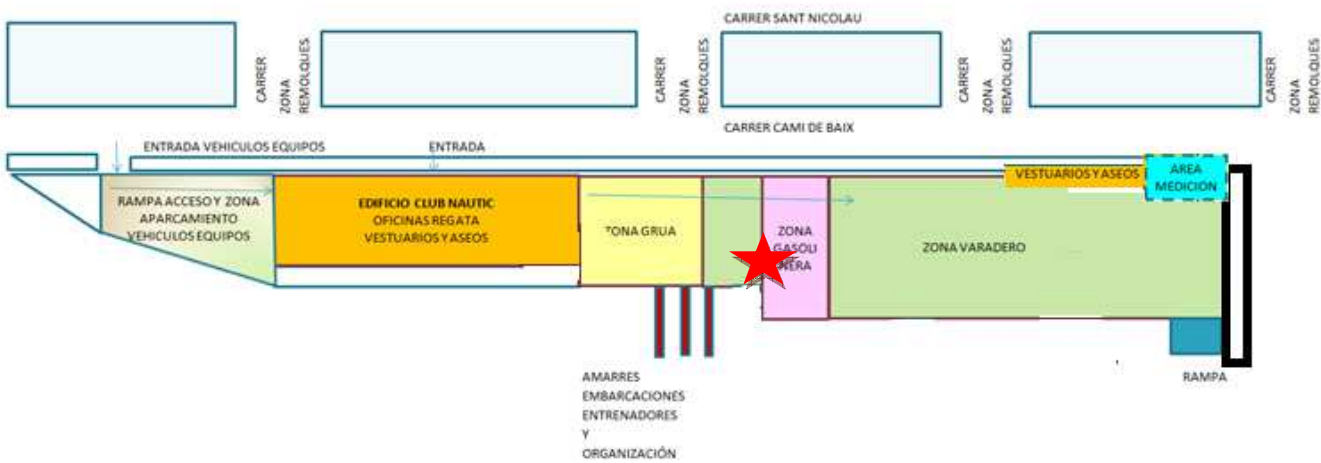 CARRER SANT NICOLAU
CARRER
ZONA
REMOLQUES
CARRER
ZONA
REMOLQUES
CARRER
ZONA
REMOLQUES
CARRER
ZONA
REMOLQUES
CARRER CAMI DE BAIX
ENTRADA VEHICULOS EQUIPOS
ENTRADA
RAMPA ACCESO Y ZONA
APARCAMIENTO
VEHICULOS EQUIPOS
EDIFICIO CLUB NAUTIC
OFICINAS REGATA
VESTUARIOS Y ASEOS
ZONA GRUA
ZONA
GASOLI
NERA
ZONA VARADERO
VESTUARIOS Y ASEOS
AREA
MEDICION
AMARRES
EMBARCACIONES
ENTRENADORES
Y
ORGANIZACIÓN
RAMPA